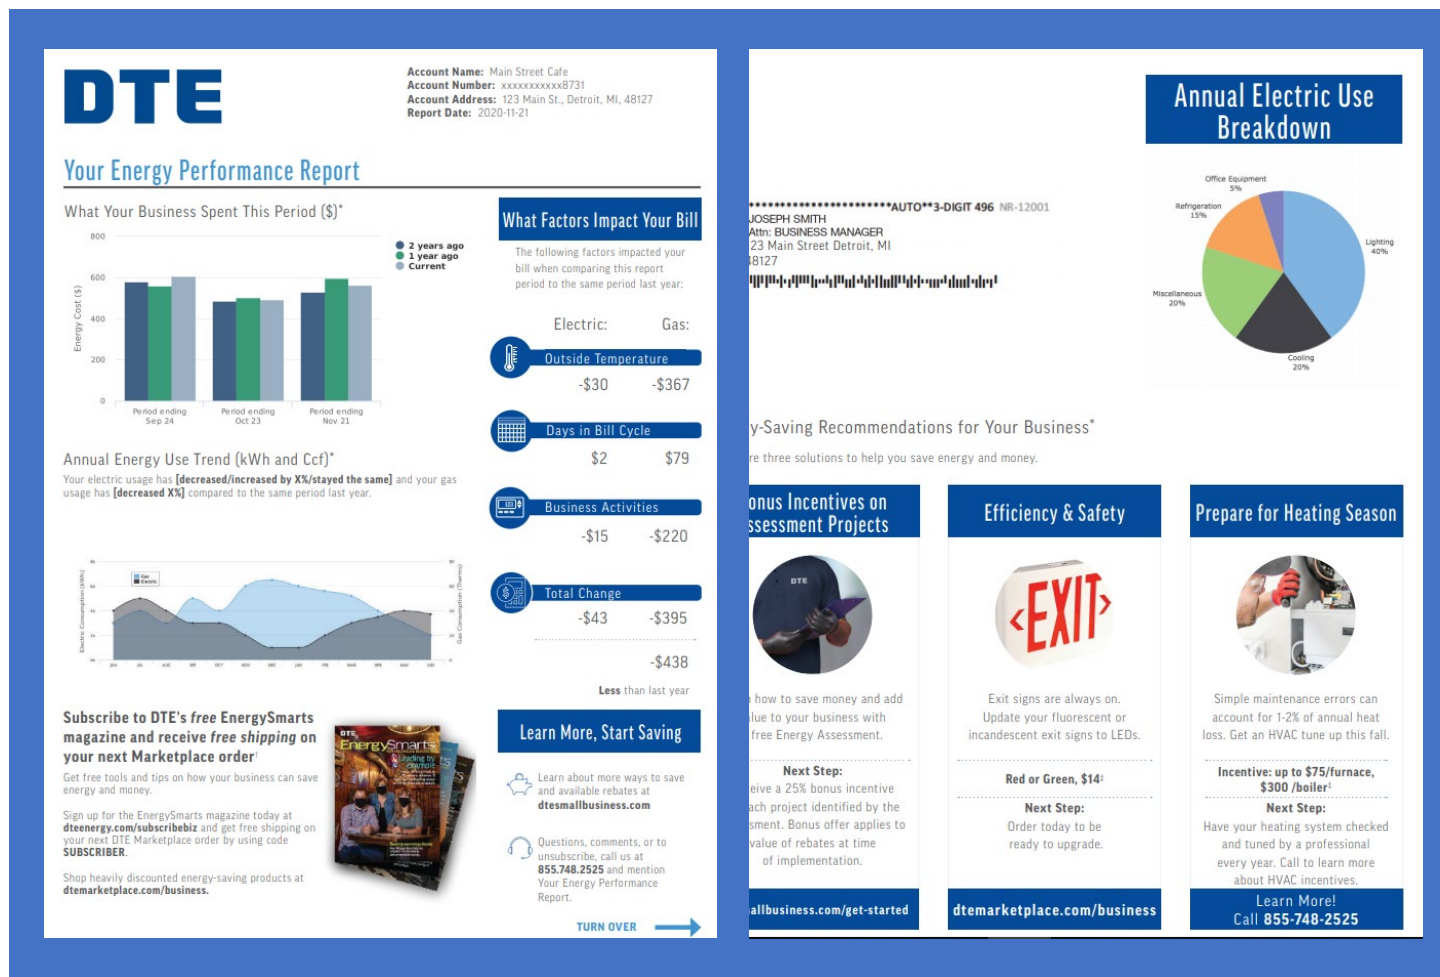 DTE
Account Name: Main Street Cafe
Account Number: xxxxxxxxxxx8731
Account Address: 123 Main St., Detroit, MI, 48127
Report Date: 2020-11-21
Your Energy Performance Report
What Your Business Spent This Period ($)*
800
600
400
200
0
Energy Cost ($)
2 years ago
1 year ago
Current
Period ending
Sep 24
Period ending
Oct 23
Period ending
Nov 21
Annual Energy Use Trend (kWh and Ccf)*
Your electric usage has [decreased/increased by X%/stayed the same] and your gas
usage has [decreased X%] compared to the same period last year.
Electric Consumption (kWh)
Gas
Electric
Gas Consumption (Therms)
Subscribe to DTE's free EnergySmarts
magazine and receive free shipping on
your next Marketplace order†
Get free tools and tips on how your business can save
energy and money.
Sign up for the EnergySmarts magazine today at
dteenergy.com/subscribebiz and get free shipping on
your next DTE Marketplace order by using code
SUBSCRIBER.
Shop heavily discounted energy-saving products at
dtemarketplace.com/business.
DTE
EnergySmarts
Leading by
example
What Factors Impact Your Bill
The following factors impacted your
bill when comparing this report
period to the same period last year:
Electric: Gas:
Outside Temperature
-$30 -$367
Days in Bill Cycle
$2 $79
Business Activities
-$15 -$220
Total Change
-$43 -$395
-$438
Less than last year
Learn More, Start Saving
Learn about more ways to save
and available rebates at
dtesmallbusiness.com
Questions, comments, or to
unsubscribe, call us at
855.748.2525 and mention
Your Energy Performance
Report.
TURN OVER
Annual Electric Use
Breakdown
Office Equipment
5%
Refrigeration
15%
Lighting
40%
Miscellaneous
20%
Cooling
20%
***********************AUTO**3-DIGIT 496 NR-12001
JOSEPH SMITH
Attn: BUSINESS MANAGER
23 Main Street Detroit, MI
48127
y-Saving Recommendations for Your Business*
re three solutions to help you save energy and money.
onus Incentives on
ssessment Projects
DTE
how to save money and add
lue to your business with
free Energy Assessment.
Next Step:
eive a 25% bonus incentive
ach project identified by the
sment. Bonus offer applies to
value of rebates at time
of implementation.
allbusiness.com/get-started
Efficiency & Safety
EXIT
Exit signs are always on.
Update your fluorescent or
incandescent exit signs to LEDs.
Red or Green, $14‡
Next Step:
Order today to be
ready to upgrade.
dtemarketplace.com/business
Prepare for Heating Season
Simple maintenance errors can
account for 1-2% of annual heat
loss. Get an HVAC tune up this fall.
Incentive: up to $75/furnace,
$300 /boiler‡
Next Step:
Have your heating system checked
and tuned by a professional
every year. Call to learn more
about HVAC incentives.
Learn More!
Call 855-748-2525